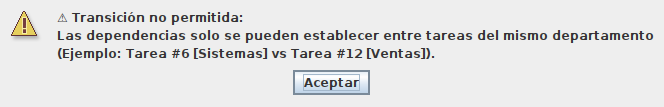 ⚠ Transición no permitida:
Las dependencias solo se pueden establecer entre tareas del mismo departamento
(Ejemplo: Tarea #6 [Sistemas] vs Tarea #12 [Ventas]).
Aceptar